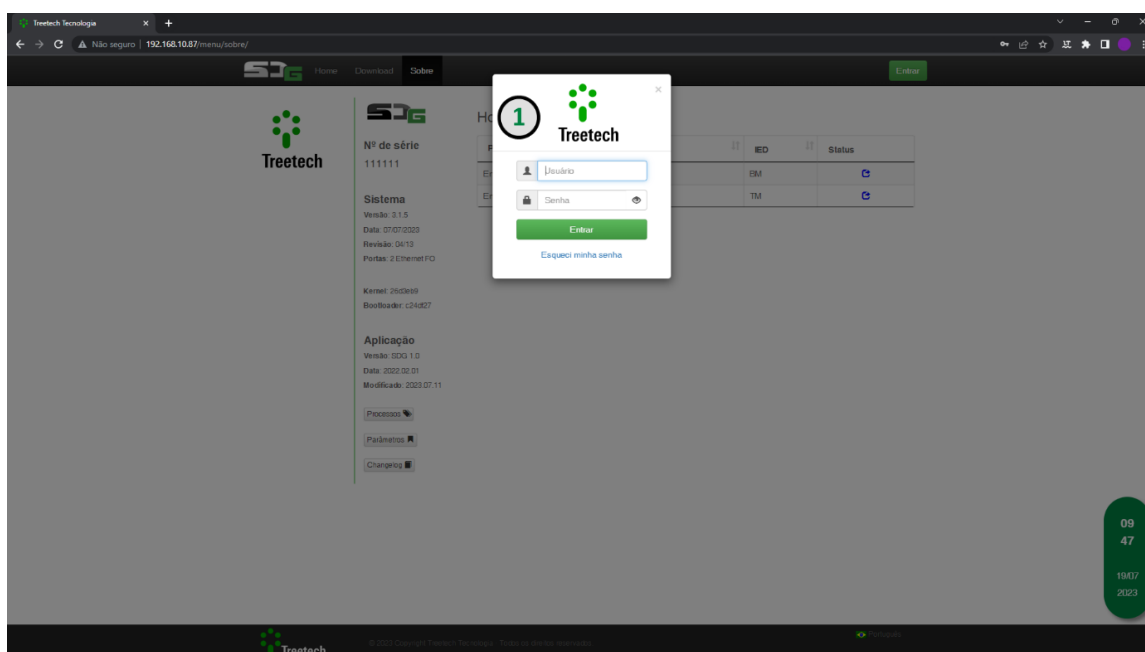 Treetech Tecnologia
Não seguro | 192.168.10.87/menu/sobre/
SDG Home Download Sobre Entrar
1
Treetech
Usuário
Senha
Entrar
Esqueci minha senha
Treetech
SDG
Nº de série
111111
Sistema
Versão: 3.1.5
Data: 07/07/2023
Revisão: 04/13
Portas: 2 Ethernet FO
Kernel: 26d3eb9
Bootloader: c24df27
Aplicação
Versão: SDG 1.0
Data: 2022.02.01
Modificado: 2023.07.11
Processos
Parâmetros
Changelog
IED Status
BM
TM
09
47
19/07
2023
Treetech
© 2023 Copyright Treetech Tecnologia - Todos os direitos reservados
Português